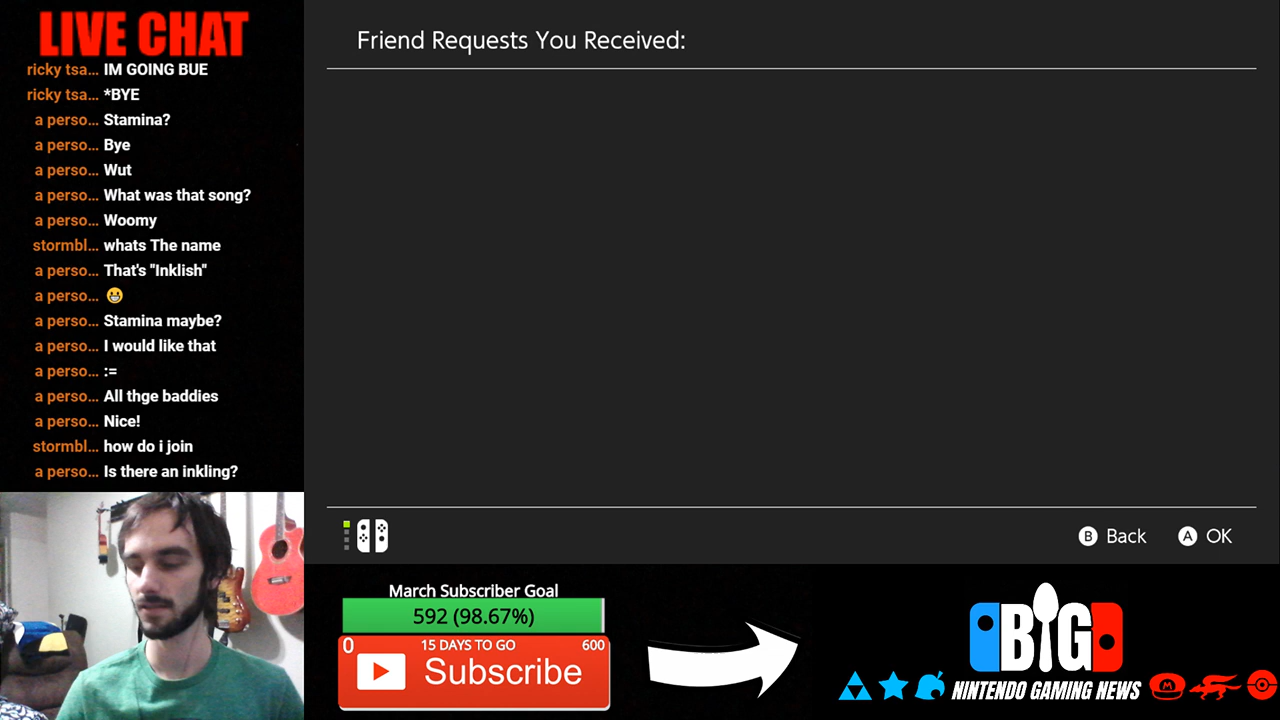 LIVE CHAT
ricky tsa... IM GOING BUE
ricky tsa... *BYE
a perso... Stamina?
a perso... Bye
a perso... Wut
a perso... What was that song?
a perso... Woomy
stormbl... whats The name
a perso... That's "Inklish"
a perso... 😀
a perso... Stamina maybe?
a perso... I would like that
a perso... :=
a perso... All thge baddies
a perso... Nice!
stormbl... how do i join
a perso... Is there an inkling?
Friend Requests You Received:
B Back A OK
March Subscriber Goal
592 (98.67%)
0 15 DAYS TO GO 600
Subscribe
BIG
NINTENDO GAMING NEWS